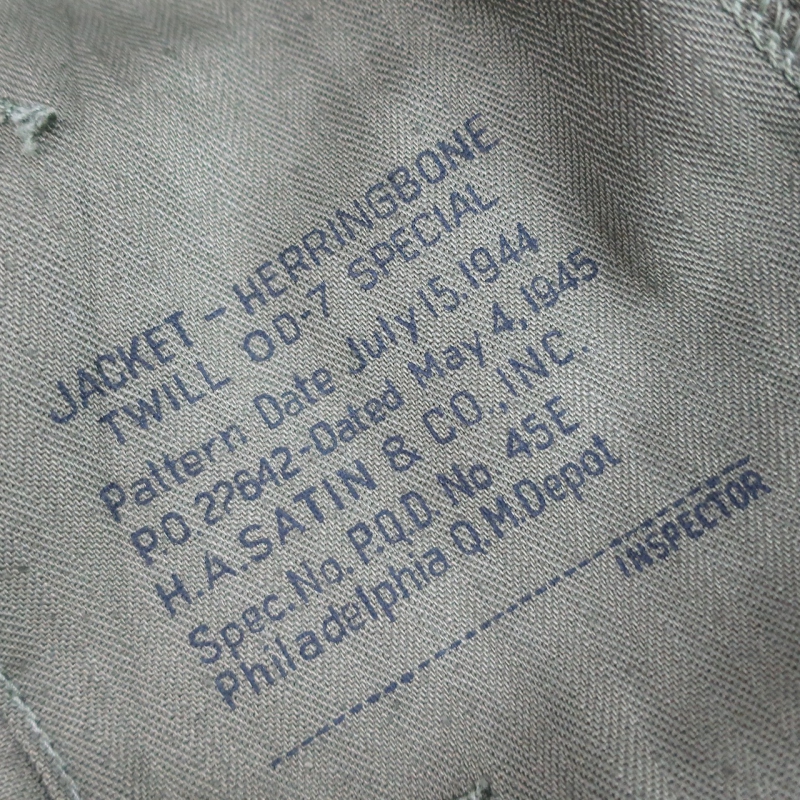 JACKET - HERRINGBONE
TWILL OD-7 SPECIAL
Pattern Date July 15, 1944
P.O. 27642-Dated May 4, 1945
H.A. SATIN & CO., INC.
Spec. No. P.Q.D. No. 45E
Philadelphia Q.M. Depot
INSPECTOR